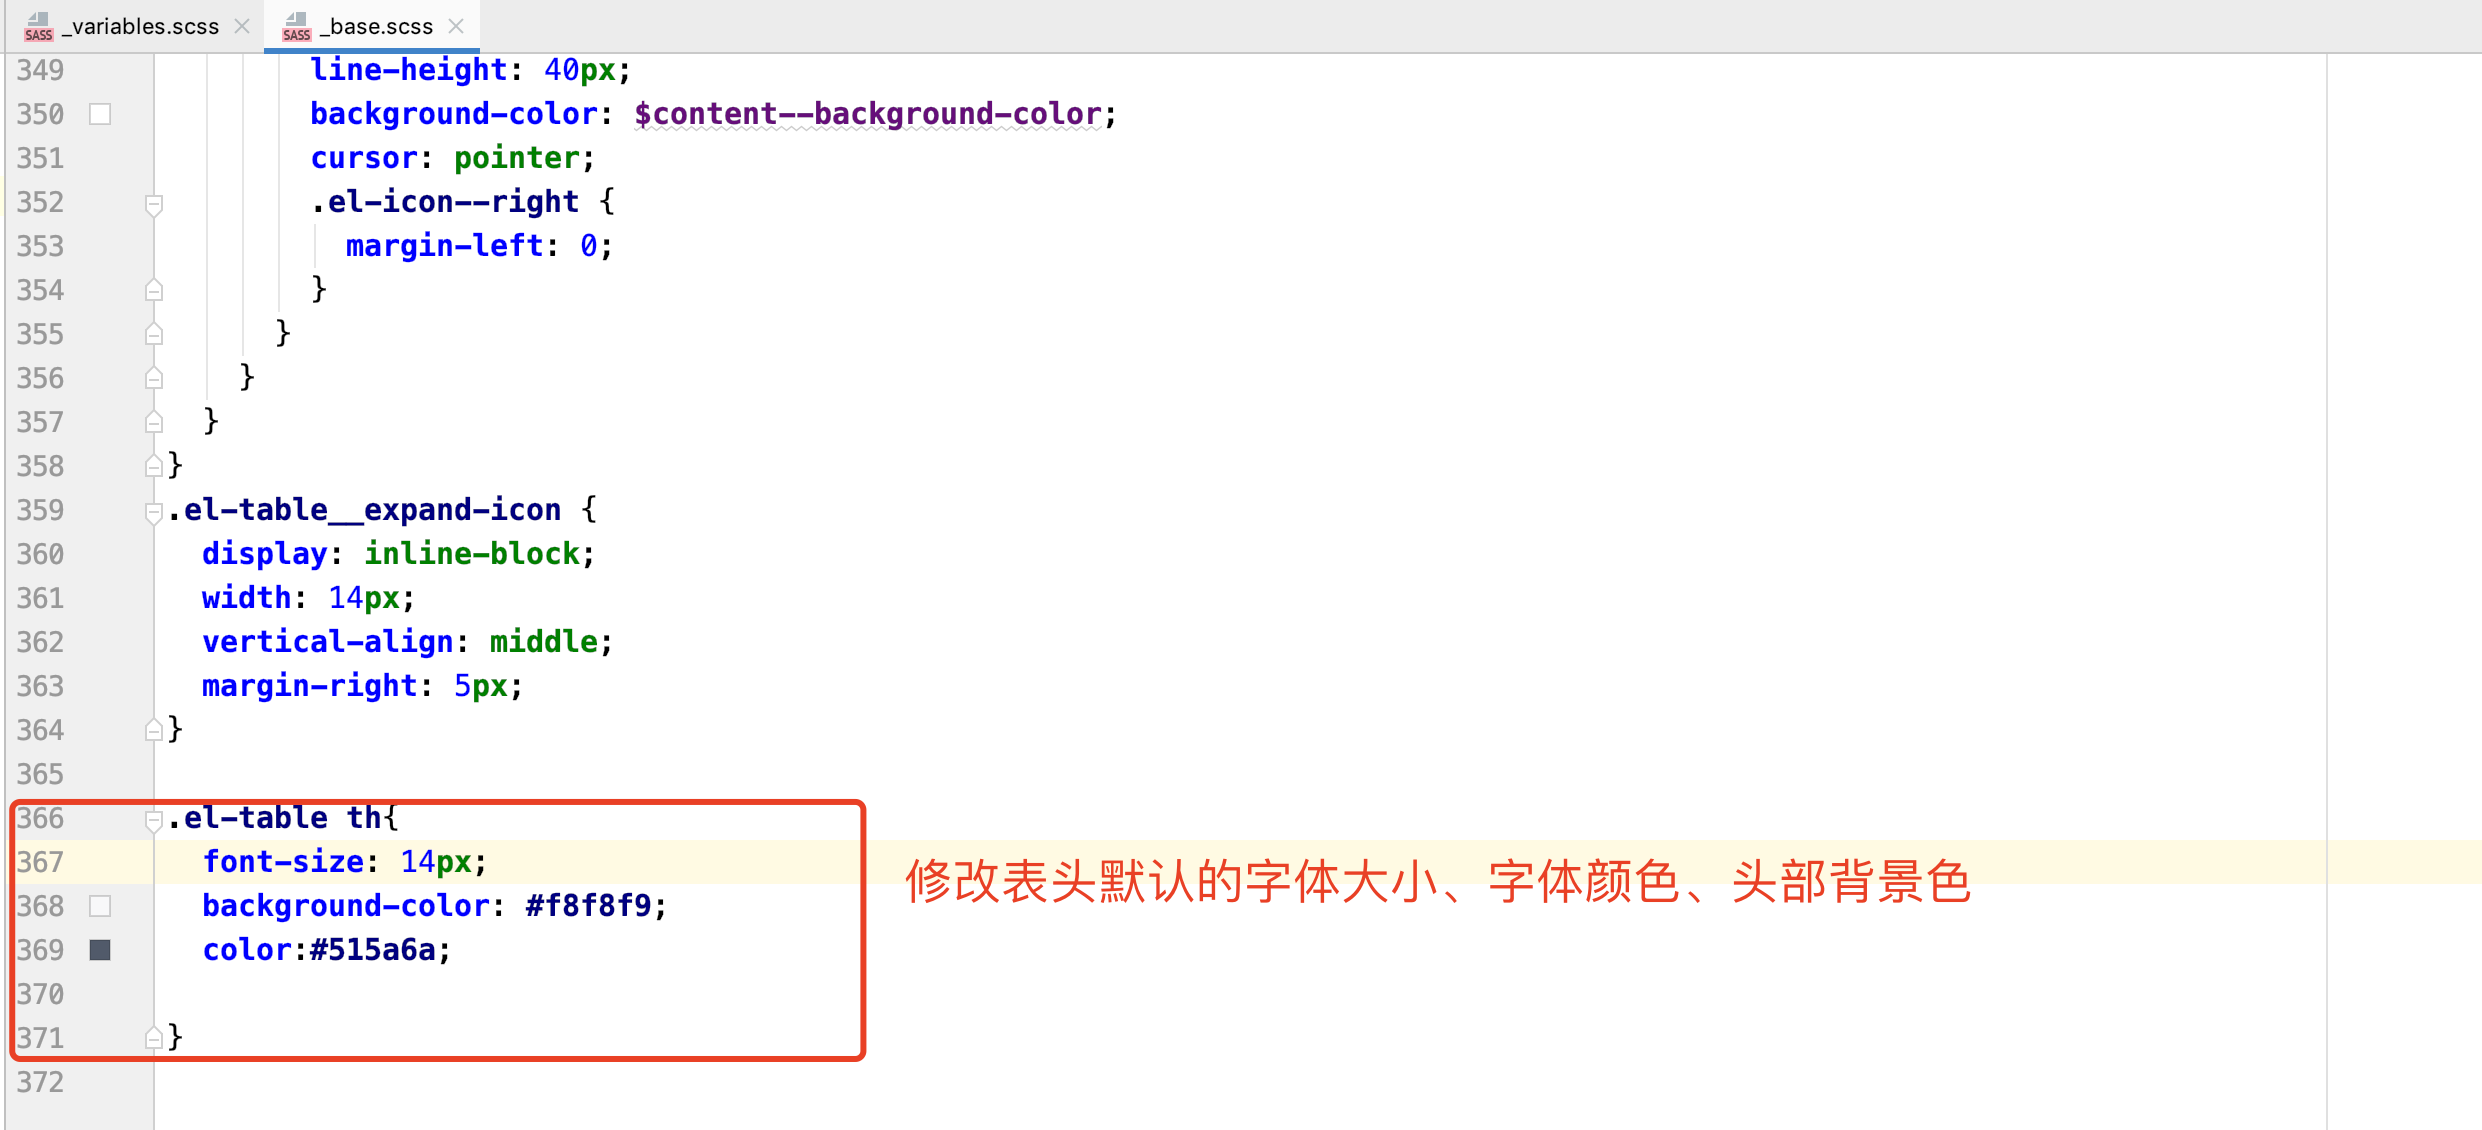 SASS _variables.scss SASS _base.scss
349 line-height: 40px;
350 background-color: $content--background-color;
351 cursor: pointer;
352 .el-icon--right {
353 margin-left: 0;
354 }
355 }
356 }
357 }
358 }
359 .el-table__expand-icon {
360 display: inline-block;
361 width: 14px;
362 vertical-align: middle;
363 margin-right: 5px;
364 }
365
366 .el-table th{
367 font-size: 14px;
368 background-color: #f8f8f9;
369 color:#515a6a;
370
371 }
372
修改表头默认的字体大小、字体颜色、头部背景色